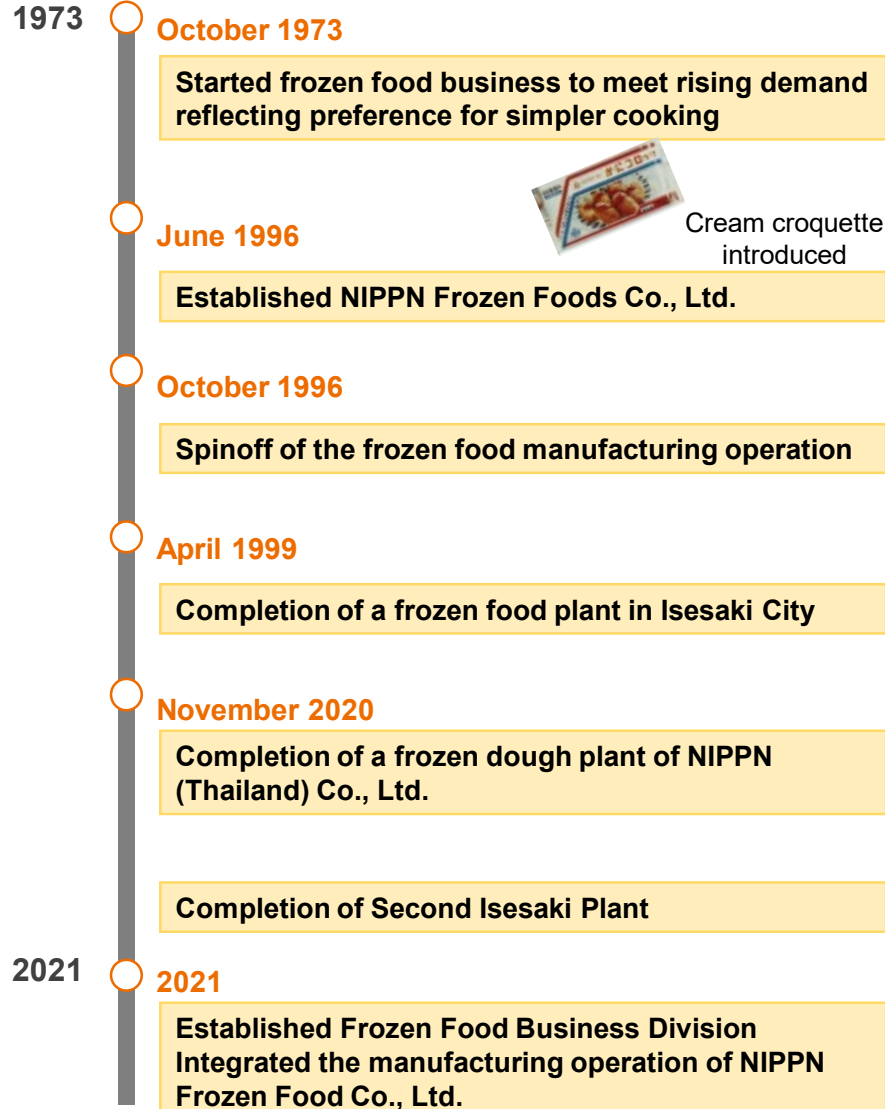 1973
October 1973
Started frozen food business to meet rising demand
reflecting preference for simpler cooking
Cream croquette
introduced
June 1996
Established NIPPN Frozen Foods Co., Ltd.
October 1996
Spinoff of the frozen food manufacturing operation
April 1999
Completion of a frozen food plant in Isesaki City
November 2020
Completion of a frozen dough plant of NIPPN
(Thailand) Co., Ltd.
Completion of Second Isesaki Plant
2021
2021
Established Frozen Food Business Division
Integrated the manufacturing operation of NIPPN
Frozen Food Co., Ltd.